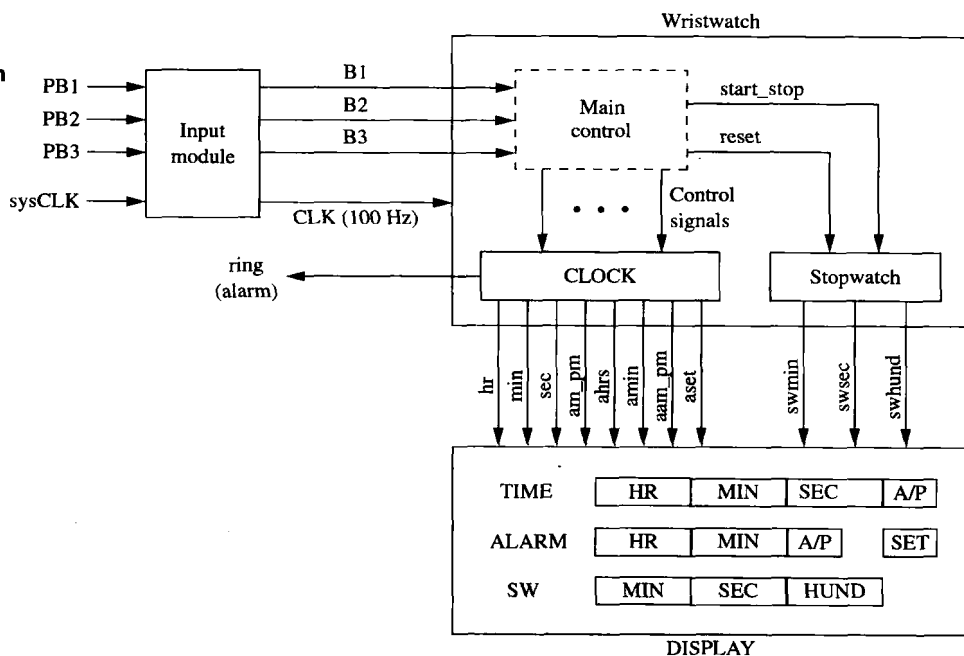 Wristwatch
n
PB1
PB2
PB3
sysCLK
Input
module
B1
B2
B3
CLK (100 Hz)
Main
control
start_stop
reset
Control
signals
• • •
ring
(alarm)
CLOCK
Stopwatch
hr
min
sec
am_pm
ahrs
amin
aam_pm
aset
swmin
swsec
swhund
TIME HR MIN SEC A/P
ALARM HR MIN A/P SET
SW MIN SEC HUND
DISPLAY